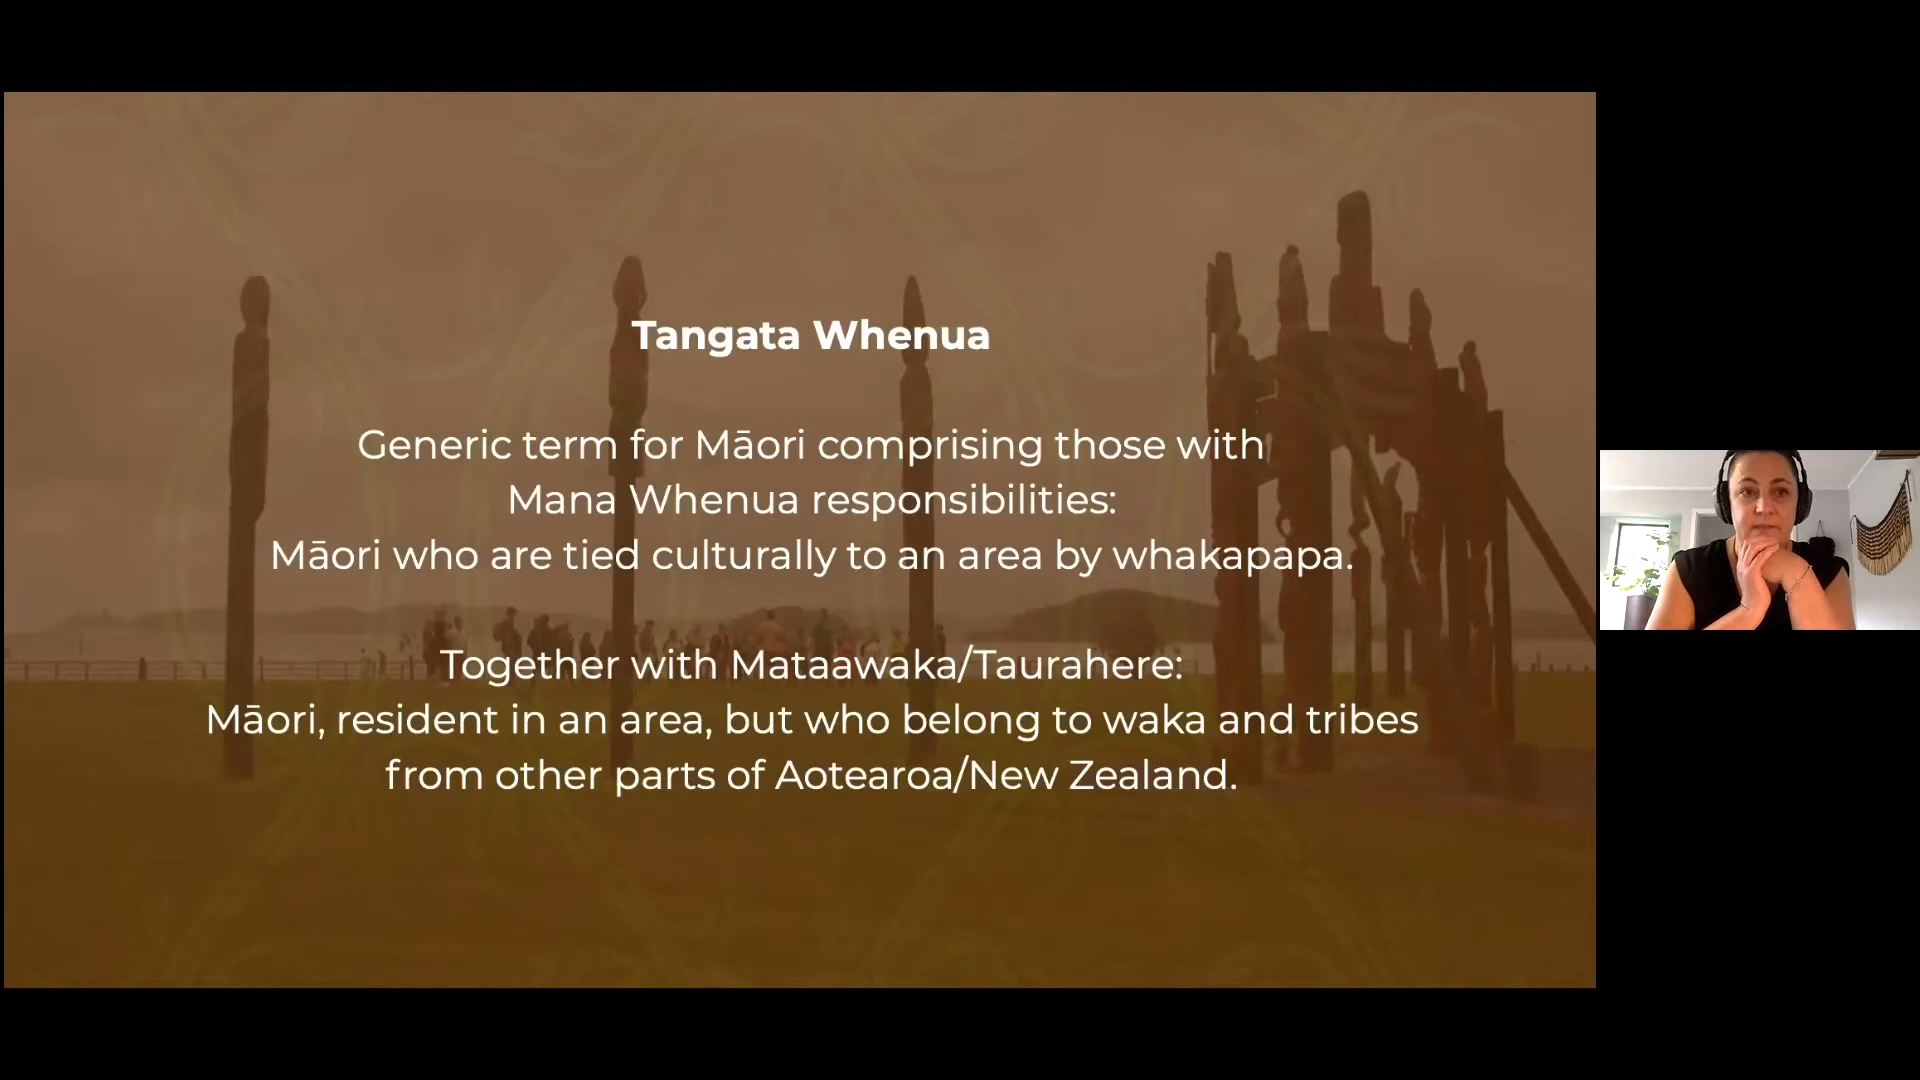 Tangata Whenua
Generic term for Māori comprising those with
Mana Whenua responsibilities:
Māori who are tied culturally to an area by whakapapa.
Together with Mataawaka/Taurahere:
Māori, resident in an area, but who belong to waka and tribes
from other parts of Aotearoa/New Zealand.